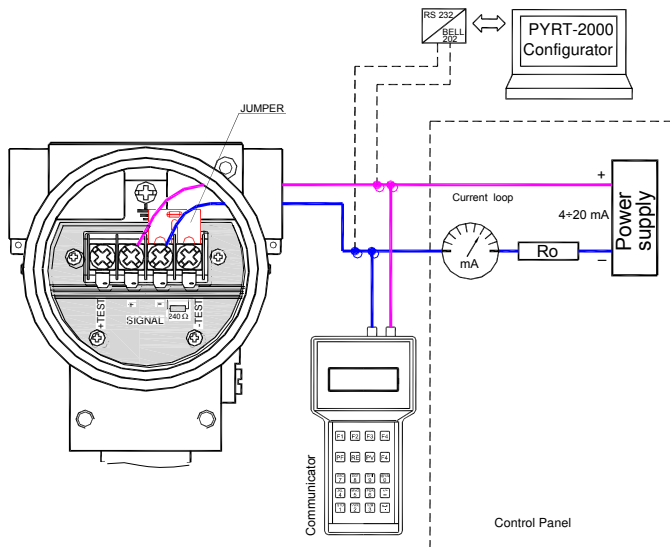 RS 232
BELL
202
PYRT-2000
Configurator
JUMPER
+
Current loop
4÷20 mA
Power
supply
mA
Ro
−
+TEST
+
−
SIGNAL
240 Ω
-TEST
Communicator
F1 F2 F3 F4
PF RE PV F4
Control Panel